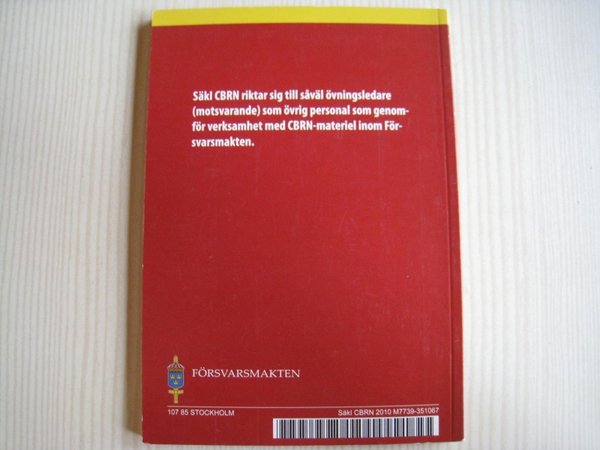 Säkl CBRN riktar sig till såväl övningsledare
(motsvarande) som övrig personal som genom-
för verksamhet med CBRN-materiel inom För-
svarsmakten.
FÖRSVARSMAKTEN
107 85 STOCKHOLM
Säkl CBRN 2010 M7739-351067